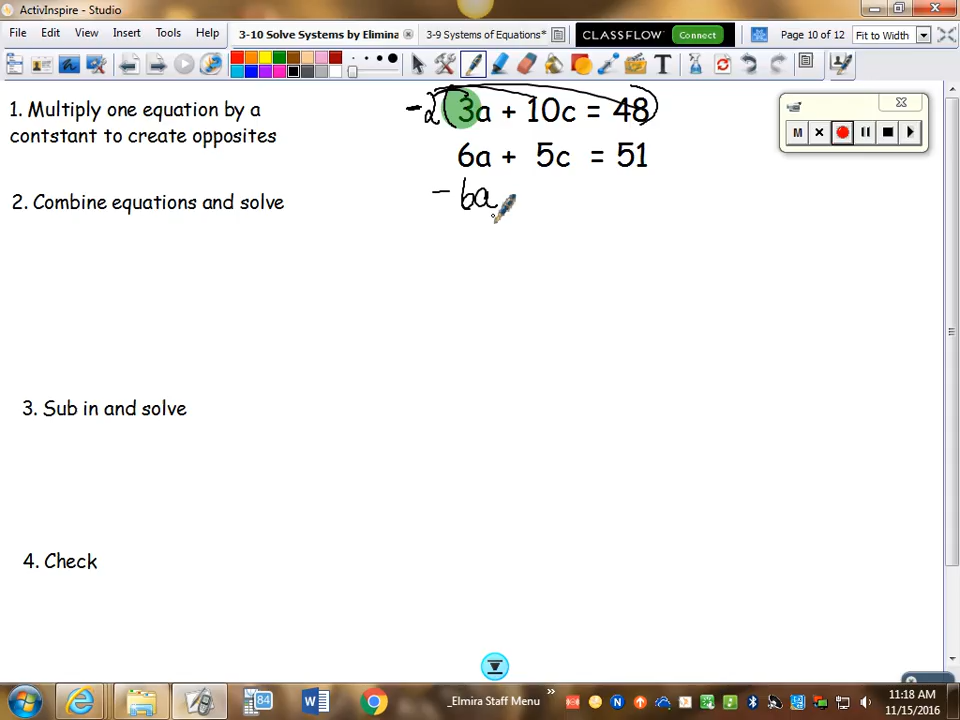 ActivInspire - Studio
File Edit View Insert Tools Help
3-10 Solve Systems by Elimina
3-9 Systems of Equations*
CLASSFLOW Connect
Page 10 of 12
Fit to Width
1. Multiply one equation by a
contstant to create opposites
-2(3a + 10c = 48)
6a + 5c = 51
- 6a
M
2. Combine equations and solve
3. Sub in and solve
4. Check
84
_Elmira Staff Menu
11:18 AM
11/15/2016